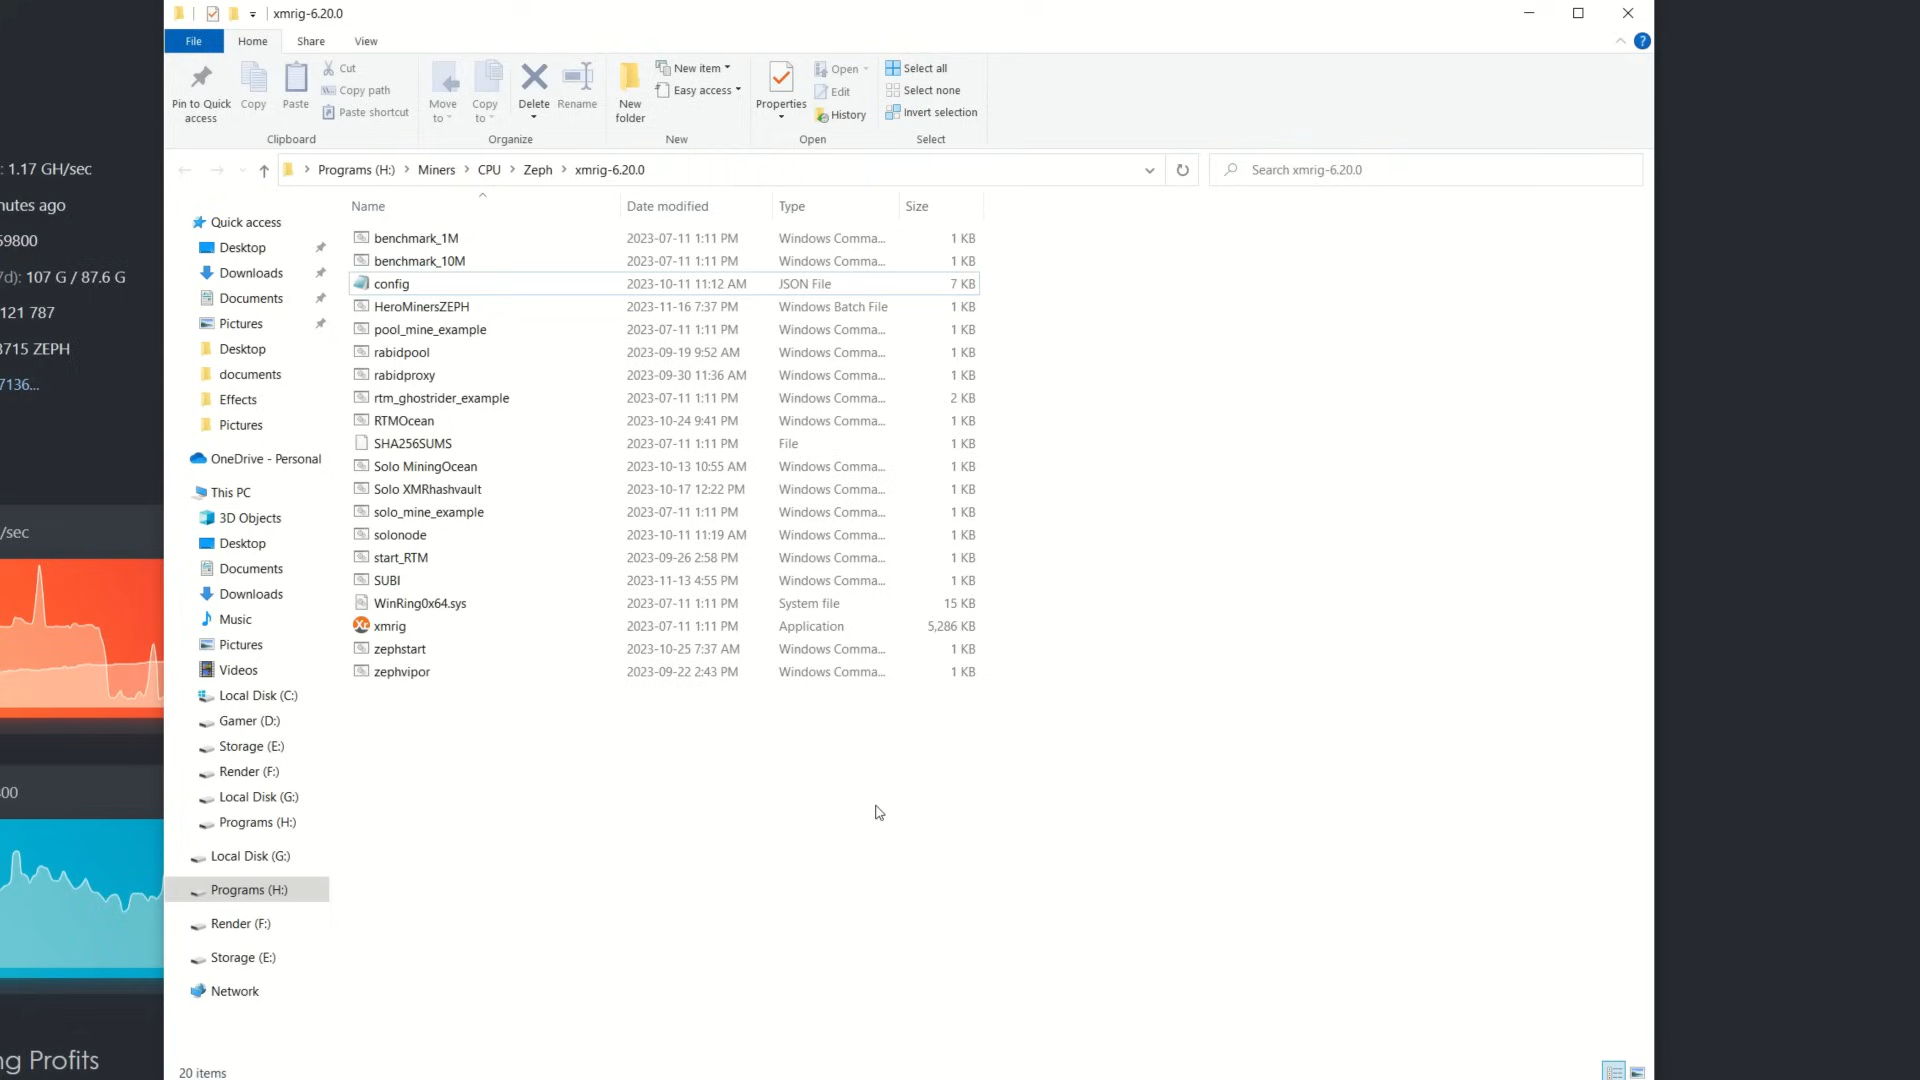 xmrig-6.20.0
File Home Share View
Pin to Quick access
Copy
Paste
Cut
Copy path
Paste shortcut
Clipboard
Move to
Copy to
Delete
Rename
Organize
New folder
New item
Easy access
New
Properties
Open
Edit
History
Open
Select all
Select none
Invert selection
Select
Programs (H:) Miners CPU Zeph xmrig-6.20.0
Search xmrig-6.20.0
: 1.17 GH/sec
nutes ago
59800
7d): 107 G / 87.6 G
121 787
3715 ZEPH
7136...
/sec
00
ng Profits
Quick access
Desktop
Downloads
Documents
Pictures
Desktop
documents
Effects
Pictures
OneDrive - Personal
This PC
3D Objects
Desktop
Documents
Downloads
Music
Pictures
Videos
Local Disk (C:)
Gamer (D:)
Storage (E:)
Render (F:)
Local Disk (G:)
Programs (H:)
Local Disk (G:)
Programs (H:)
Render (F:)
Storage (E:)
Network
Name Date modified Type Size
benchmark_1M 2023-07-11 1:11 PM Windows Comma... 1 KB
benchmark_10M 2023-07-11 1:11 PM Windows Comma... 1 KB
config 2023-10-11 11:12 AM JSON File 7 KB
HeroMinersZEPH 2023-11-16 7:37 PM Windows Batch File 1 KB
pool_mine_example 2023-07-11 1:11 PM Windows Comma... 1 KB
rabidpool 2023-09-19 9:52 AM Windows Comma... 1 KB
rabidproxy 2023-09-30 11:36 AM Windows Comma... 1 KB
rtm_ghostrider_example 2023-07-11 1:11 PM Windows Comma... 2 KB
RTMOcean 2023-10-24 9:41 PM Windows Comma... 1 KB
SHA256SUMS 2023-07-11 1:11 PM File 1 KB
Solo MiningOcean 2023-10-13 10:55 AM Windows Comma... 1 KB
Solo XMRhashvault 2023-10-17 12:22 PM Windows Comma... 1 KB
solo_mine_example 2023-07-11 1:11 PM Windows Comma... 1 KB
solonode 2023-10-11 11:19 AM Windows Comma... 1 KB
start_RTM 2023-09-26 2:58 PM Windows Comma... 1 KB
SUBI 2023-11-13 4:55 PM Windows Comma... 1 KB
WinRing0x64.sys 2023-07-11 1:11 PM System file 15 KB
xmrig 2023-07-11 1:11 PM Application 5,286 KB
zephstart 2023-10-25 7:37 AM Windows Comma... 1 KB
zephvipor 2023-09-22 2:43 PM Windows Comma... 1 KB
20 items